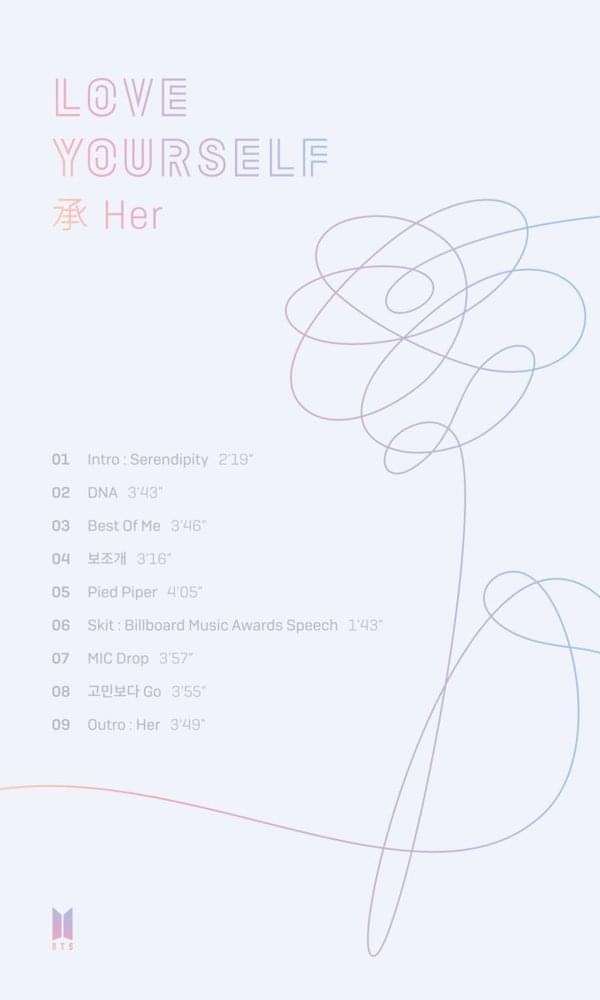 LOVE
YOURSELF
承 Her
01 Intro : Serendipity 2'19"
02 DNA 3'43"
03 Best Of Me 3'46"
04 보조개 3'16"
05 Pied Piper 4'05"
06 Skit : Billboard Music Awards Speech 1'43"
07 MIC Drop 3'57"
08 고민보다 Go 3'55"
09 Outro : Her 3'49"
BTS